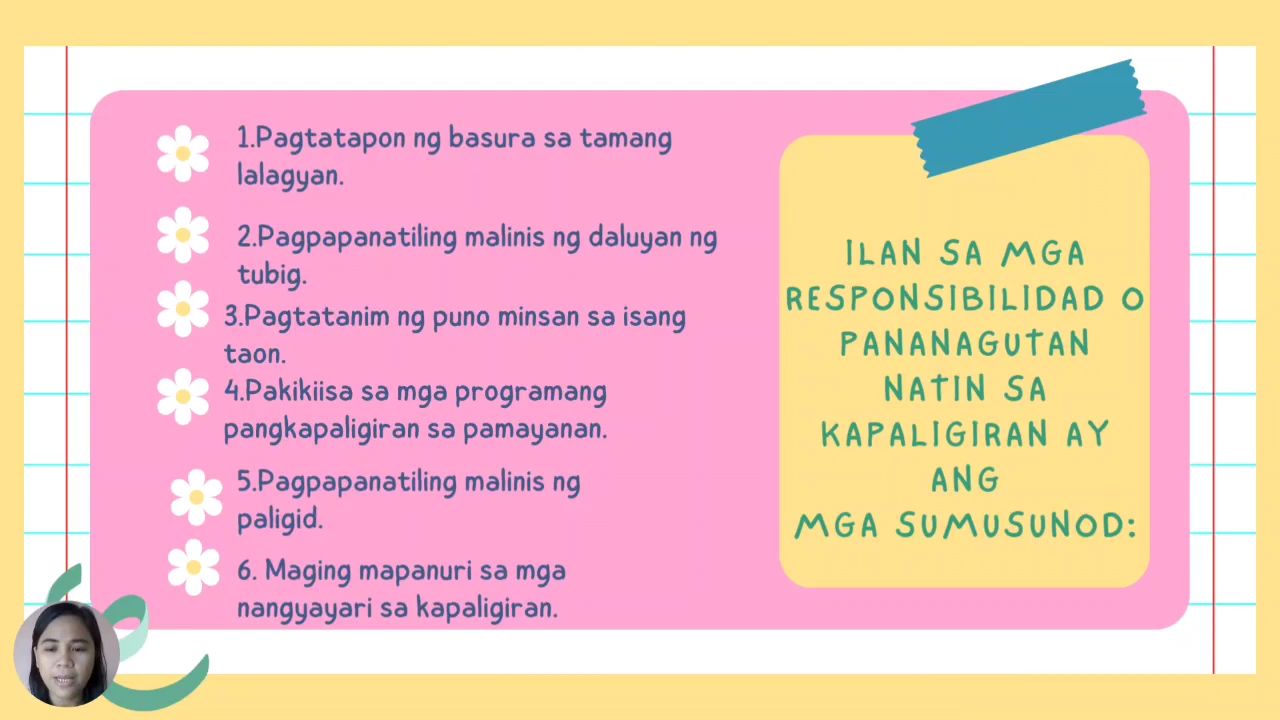 1.Pagtatapon ng basura sa tamang
lalagyan.
2.Pagpapanatiling malinis ng daluyan ng
tubig.
3.Pagtatanim ng puno minsan sa isang
taon.
4.Pakikiisa sa mga programang
pangkapaligiran sa pamayanan.
5.Pagpapanatiling malinis ng
paligid.
6. Maging mapanuri sa mga
nangyayari sa kapaligiran.
ILAN SA MGA
RESPONSIBILIDAD O
PANANAGUTAN
NATIN SA
KAPALIGIRAN AY
ANG
MGA SUMUSUNOD: